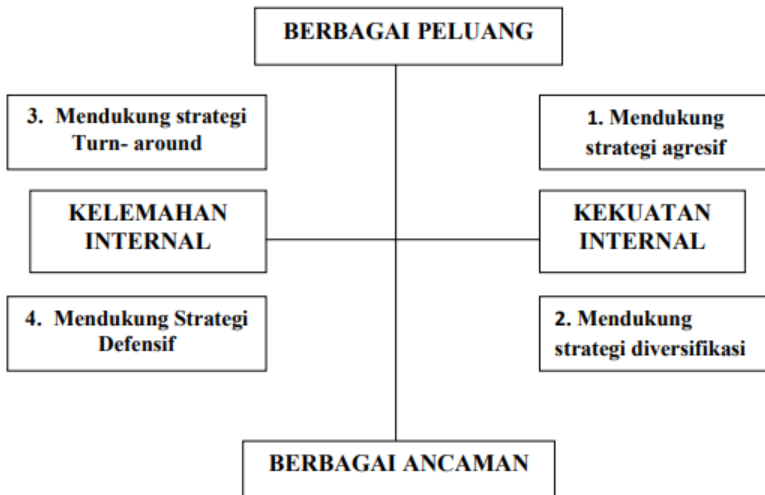 BERBAGAI PELUANG
3. Mendukung strategi
Turn- around
1. Mendukung
strategi agresif
KELEMAHAN
INTERNAL
KEKUATAN
INTERNAL
4. Mendukung Strategi
Defensif
2. Mendukung
strategi diversifikasi
BERBAGAI ANCAMAN